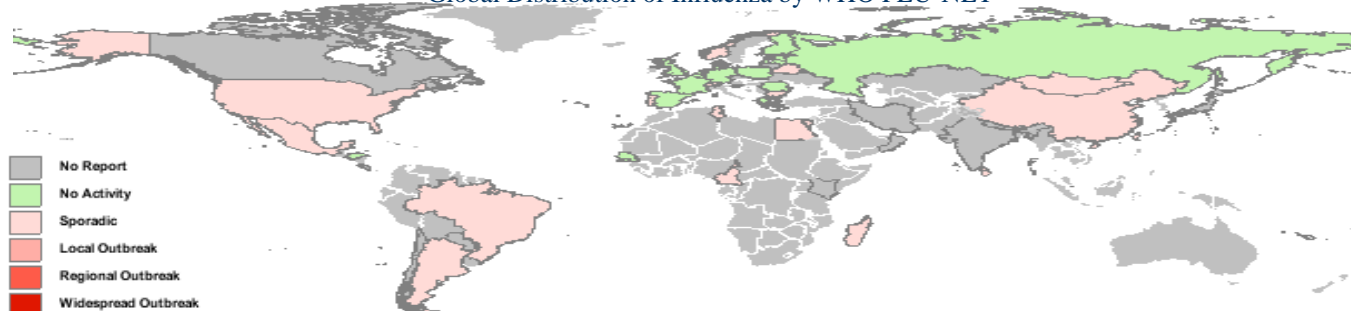 Global Distribution of Influenza by WHO FLU-NET
No Report
No Activity
Sporadic
Local Outbreak
Regional Outbreak
Widespread Outbreak